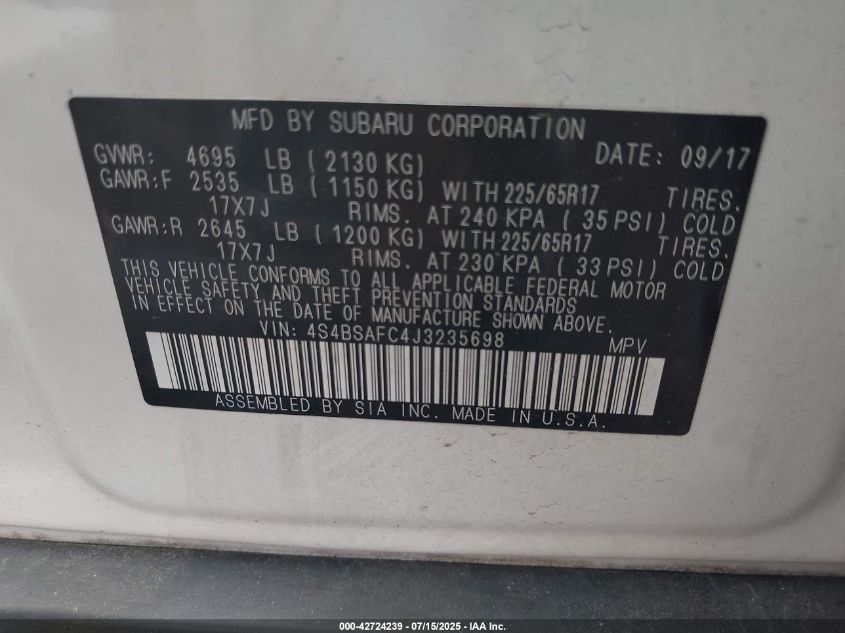 MFD BY SUBARU CORPORATION
GVWR: 4695 LB ( 2130 KG) DATE: 09/17
GAWR:F 2535 LB ( 1150 KG) WITH 225/65R17 TIRES.
17X7J RIMS. AT 240 KPA ( 35 PSI) COLD
GAWR:R 2645 LB ( 1200 KG) WITH 225/65R17 TIRES.
17X7J RIMS. AT 230 KPA ( 33 PSI) COLD
THIS VEHICLE CONFORMS TO ALL APPLICABLE FEDERAL MOTOR
VEHICLE SAFETY AND THEFT PREVENTION STANDARDS
IN EFFECT ON THE DATE OF MANUFACTURE SHOWN ABOVE.
VIN: 4S4BSAFC4J3235698 MPV
ASSEMBLED BY SIA INC. MADE IN U.S.A.
000-42724239 - 07/15/2025 - IAA Inc.